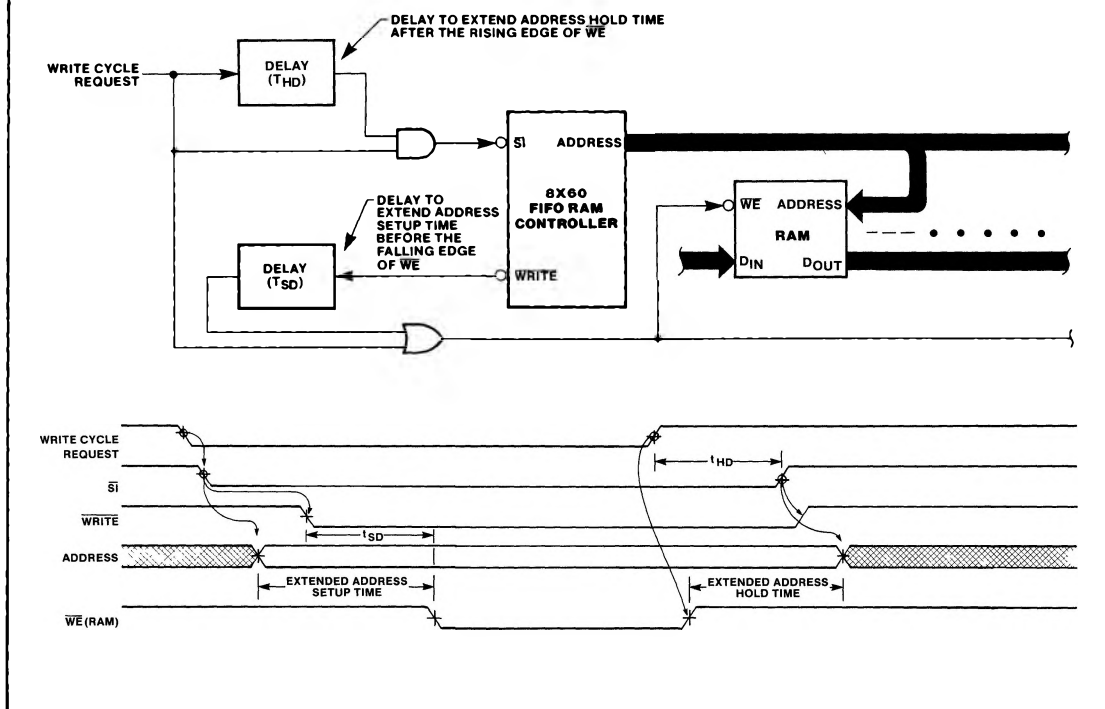 DELAY TO EXTEND ADDRESS HOLD TIME
AFTER THE RISING EDGE OF WE
WRITE CYCLE
REQUEST
DELAY
(THD)
SI
ADDRESS
8X60
FIFO RAM
CONTROLLER
WRITE
DELAY TO
EXTEND ADDRESS
SETUP TIME
BEFORE THE
FALLING EDGE
OF WE
DELAY
(TSD)
WE ADDRESS
RAM
DIN DOUT
WRITE CYCLE
REQUEST
tHD
SI
WRITE
tSD
ADDRESS
EXTENDED ADDRESS
SETUP TIME
EXTENDED ADDRESS
HOLD TIME
WE (RAM)